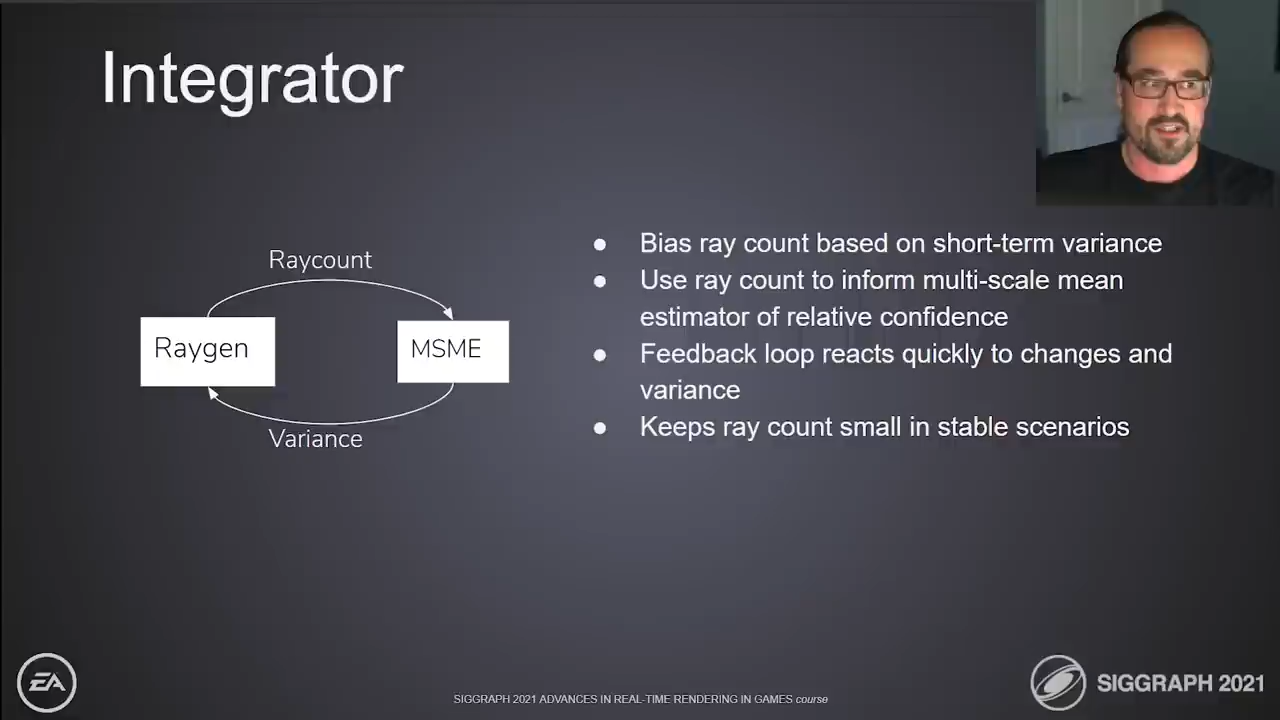 Integrator
Raycount
Raygen
MSME
Variance
● Bias ray count based on short-term variance
● Use ray count to inform multi-scale mean
estimator of relative confidence
● Feedback loop reacts quickly to changes and
variance
● Keeps ray count small in stable scenarios
EA
SIGGRAPH 2021 ADVANCES IN REAL-TIME RENDERING IN GAMES course
SIGGRAPH 2021